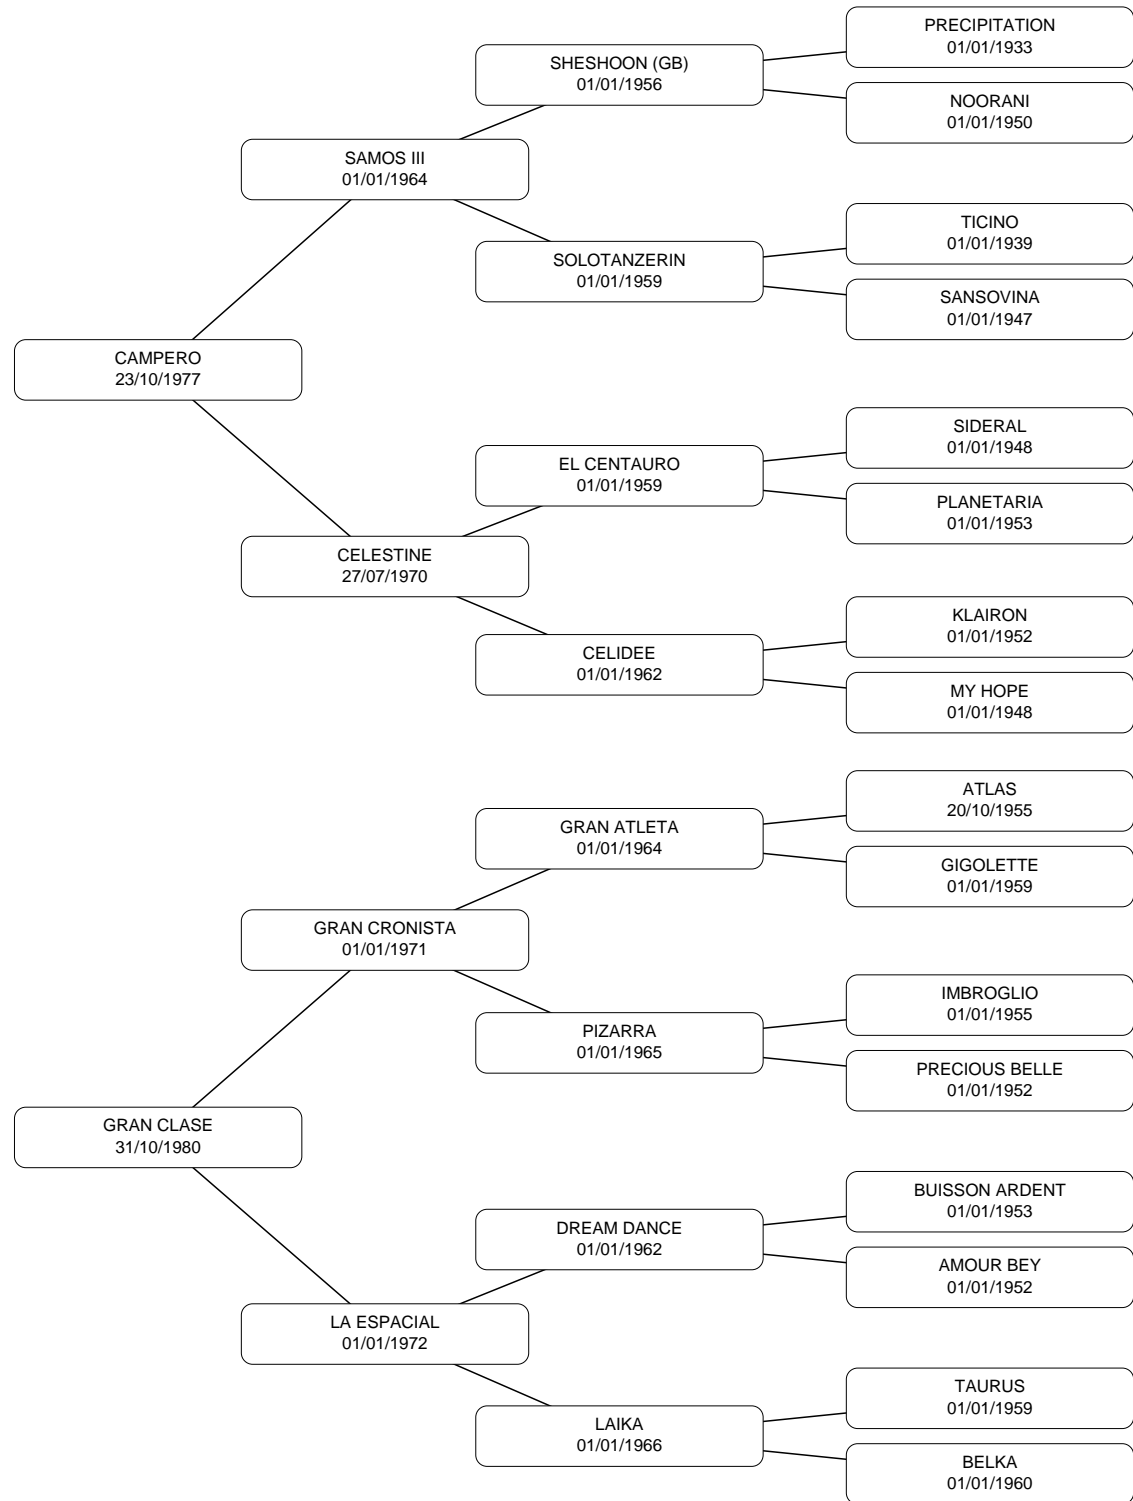 PRECIPITATION
01/01/1933
SHESHOON (GB)
01/01/1956
NOORANI
01/01/1950
SAMOS III
01/01/1964
TICINO
01/01/1939
SOLOTANZERIN
01/01/1959
SANSOVINA
01/01/1947
CAMPERO
23/10/1977
SIDERAL
01/01/1948
EL CENTAURO
01/01/1959
PLANETARIA
01/01/1953
CELESTINE
27/07/1970
KLAIRON
01/01/1952
CELIDEE
01/01/1962
MY HOPE
01/01/1948
ATLAS
20/10/1955
GRAN ATLETA
01/01/1964
GIGOLETTE
01/01/1959
GRAN CRONISTA
01/01/1971
IMBROGLIO
01/01/1955
PIZARRA
01/01/1965
PRECIOUS BELLE
01/01/1952
GRAN CLASE
31/10/1980
BUISSON ARDENT
01/01/1953
DREAM DANCE
01/01/1962
AMOUR BEY
01/01/1952
LA ESPACIAL
01/01/1972
TAURUS
01/01/1959
LAIKA
01/01/1966
BELKA
01/01/1960